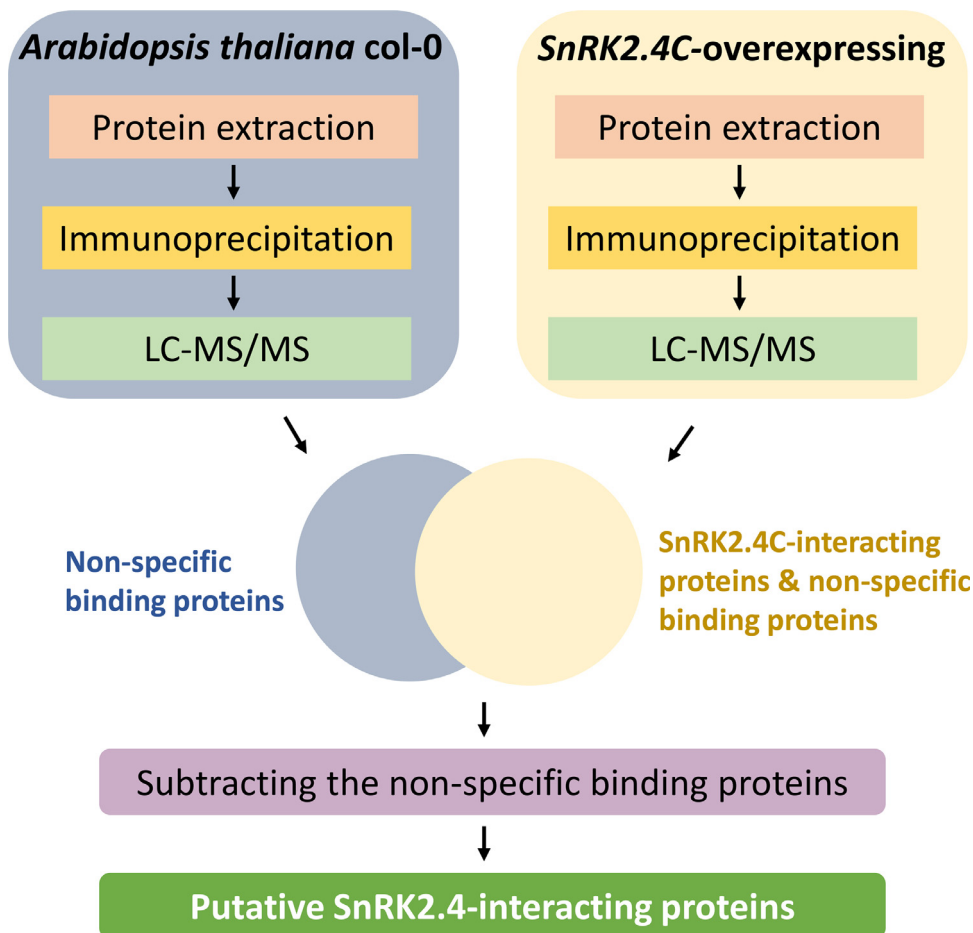 Arabidopsis thaliana col-0
Protein extraction
Immunoprecipitation
LC-MS/MS
SnRK2.4C-overexpressing
Protein extraction
Immunoprecipitation
LC-MS/MS
Non-specific
binding proteins
SnRK2.4C-interacting
proteins & non-specific
binding proteins
Subtracting the non-specific binding proteins
Putative SnRK2.4-interacting proteins